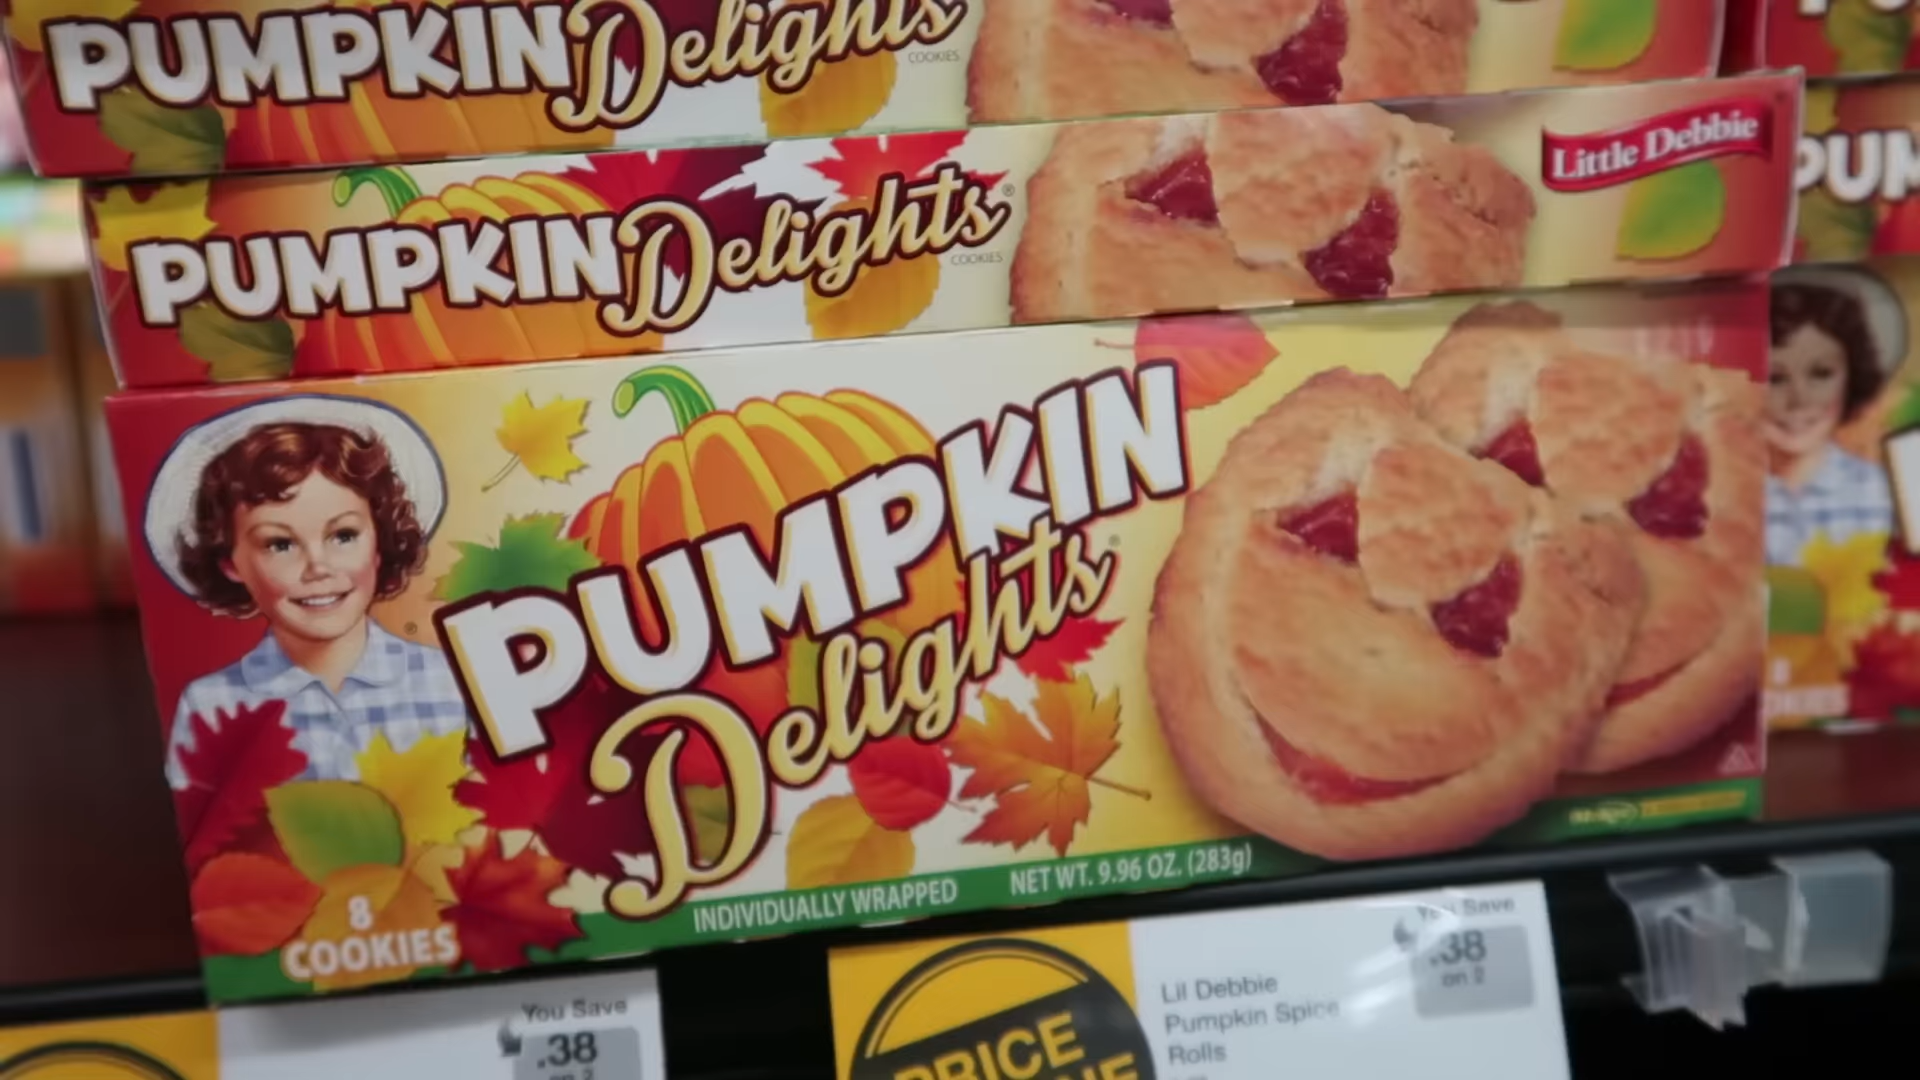 PUMPKIN Delights
COOKIES
Little Debbie
PUMPKIN Delights®
COOKIES
PUM
PUMPKIN
Delights®
®
8
COOKIES
INDIVIDUALLY WRAPPED NET WT. 9.96 OZ. (283g)
You Save
.38
on 2
PRICE
Lil Debbie
Pumpkin Spice
Rolls
You Save
.38
on 2